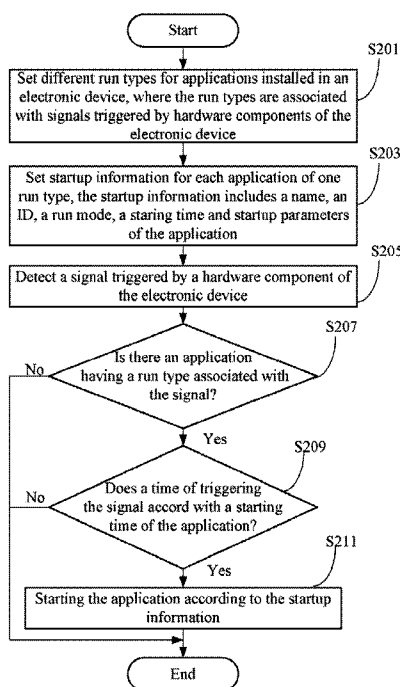 Start
S201
Set different run types for applications installed in an
electronic device, where the run types are associated
with signals triggered by hardware components of the
electronic device
S203
Set startup information for each application of one
run type, the startup information includes a name, an
ID, a run mode, a staring time and startup parameters
of the application
S205
Detect a signal triggered by a hardware component of
the electronic device
S207
Is there an application
having a run type associated with
the signal?
No
Yes
S209
Does a time of triggering
the signal accord with a starting
time of the application?
No
Yes
S211
Starting the application according to the startup
information
End